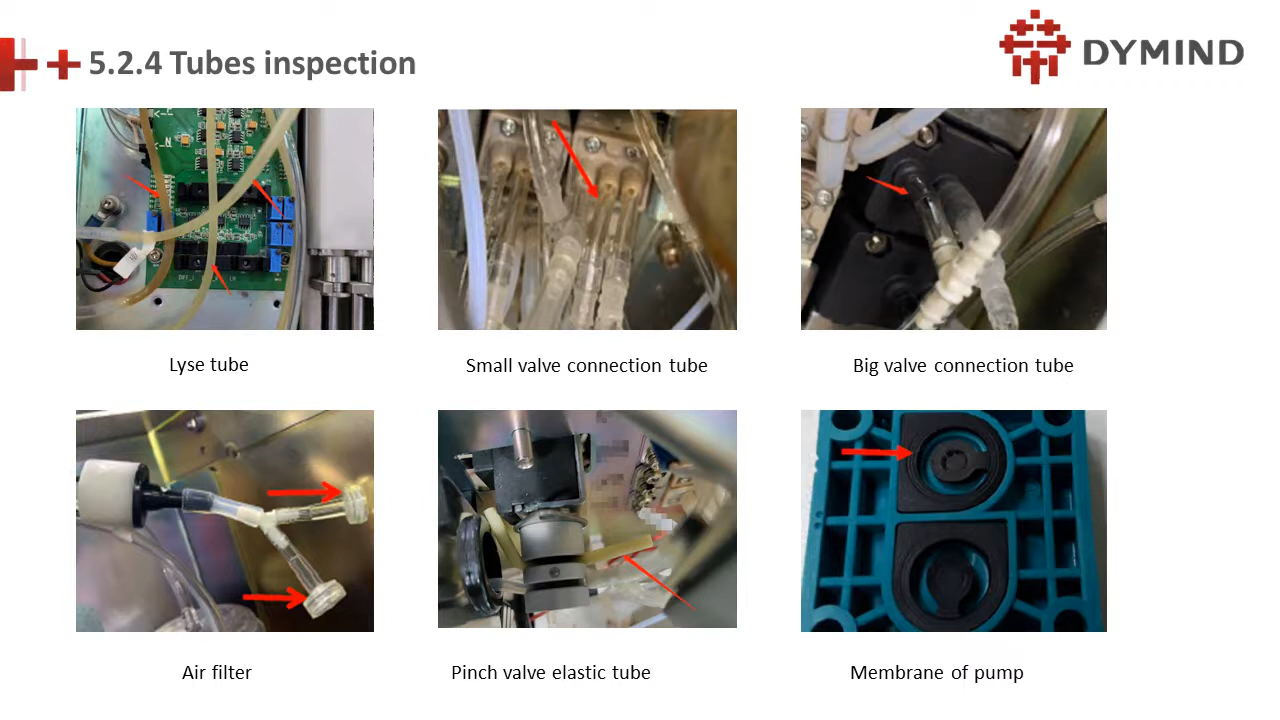 5.2.4 Tubes inspection
DYMIND
Lyse tube
Small valve connection tube
Big valve connection tube
Air filter
Pinch valve elastic tube
Membrane of pump